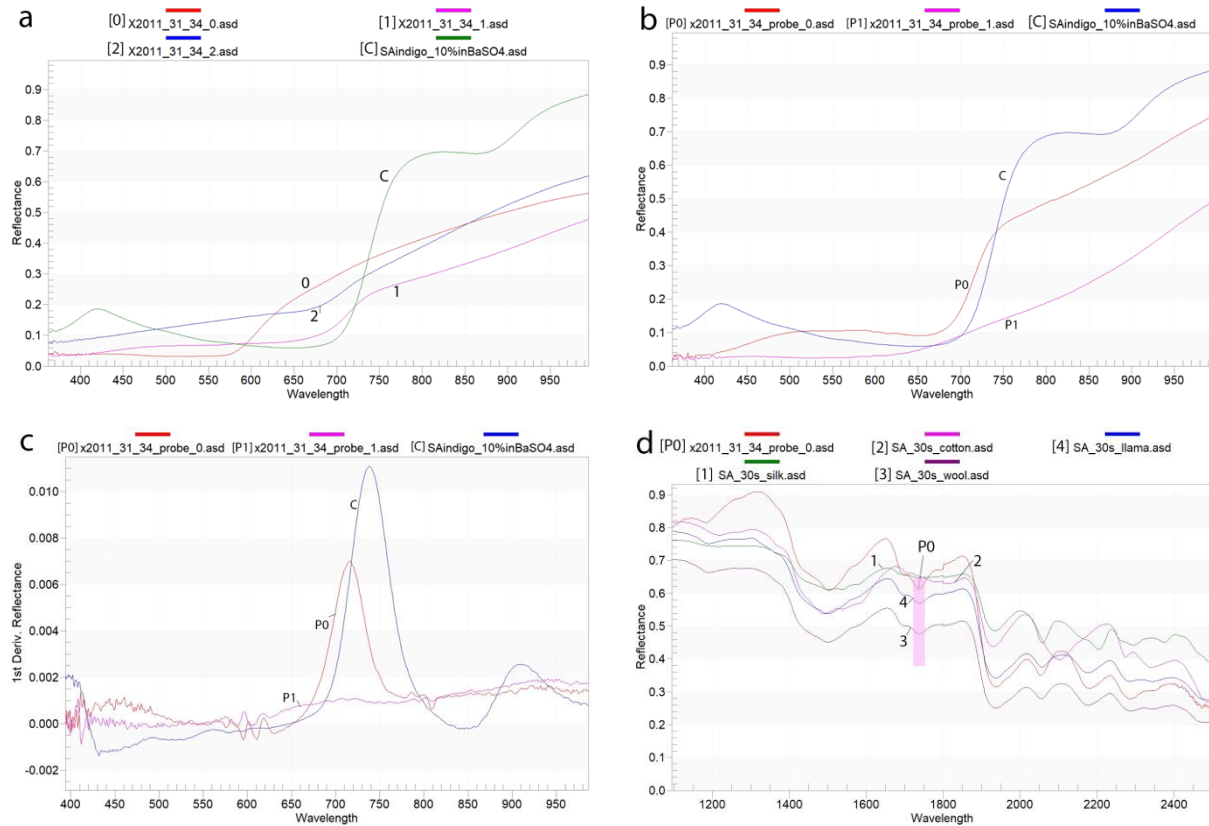 a
[0] X2011_31_34_0.asd
[1] X2011_31_34_1.asd
[2] X2011_31_34_2.asd
[C] SAindigo_10%inBaSO4.asd
0.9
0.8
0.7
0.6
0.5
0.4
0.3
0.2
0.1
0.0
Reflectance
C
0
2
1
400 450 500 550 600 650 700 750 800 850 900 950
Wavelength
b
[P0] x2011_31_34_probe_0.asd
[P1] x2011_31_34_probe_1.asd
[C] SAindigo_10%inBaSO4.asd
0.9
0.8
0.7
0.6
0.5
0.4
0.3
0.2
0.1
0.0
Reflectance
C
P0
P1
400 450 500 550 600 650 700 750 800 850 900 950
Wavelength
c
[P0] x2011_31_34_probe_0.asd
[P1] x2011_31_34_probe_1.asd
[C] SAindigo_10%inBaSO4.asd
0.010
0.008
0.006
0.004
0.002
0.000
-0.002
1st Deriv. Reflectance
C
P0
P1
400 450 500 550 600 650 700 750 800 850 900 950
Wavelength
d
[P0] x2011_31_34_probe_0.asd
[2] SA_30s_cotton.asd
[4] SA_30s_llama.asd
[1] SA_30s_silk.asd
[3] SA_30s_wool.asd
0.9
0.8
0.7
0.6
0.5
0.4
0.3
0.2
0.1
0.0
Reflectance
P0
1
2
4
3
1200 1400 1600 1800 2000 2200 2400
Wavelength